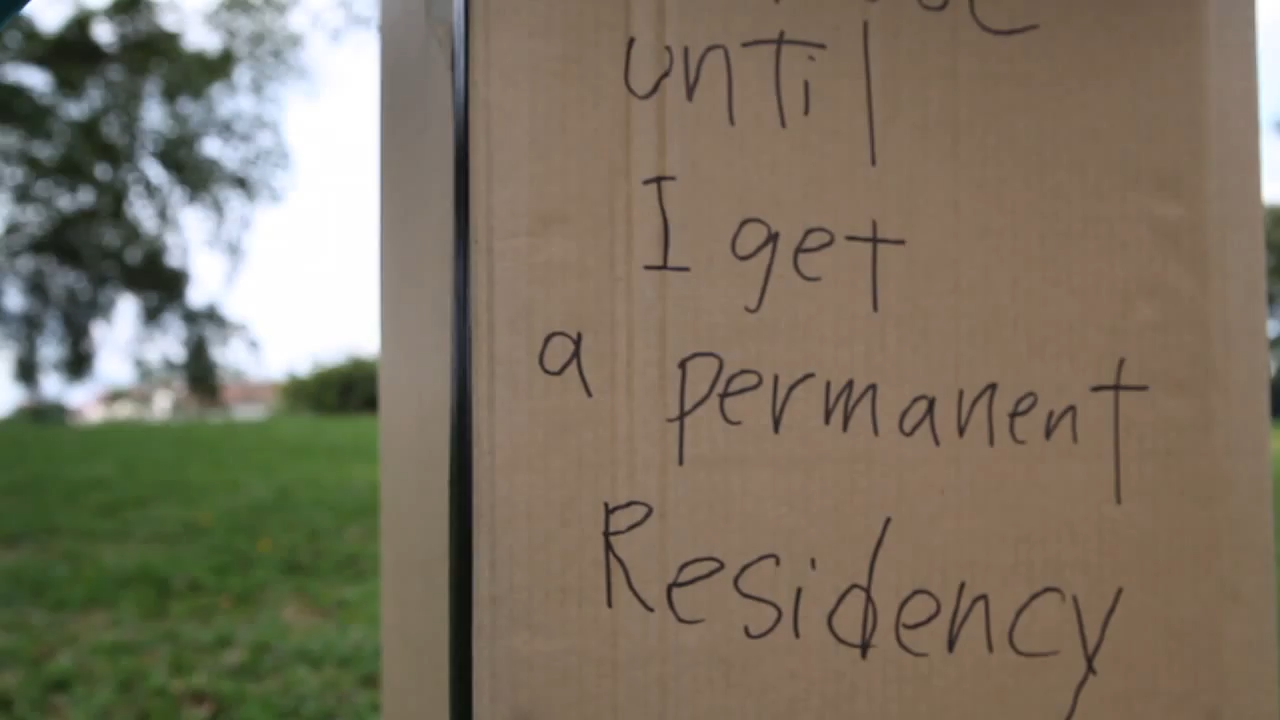 until
I get
a permanent
Residency